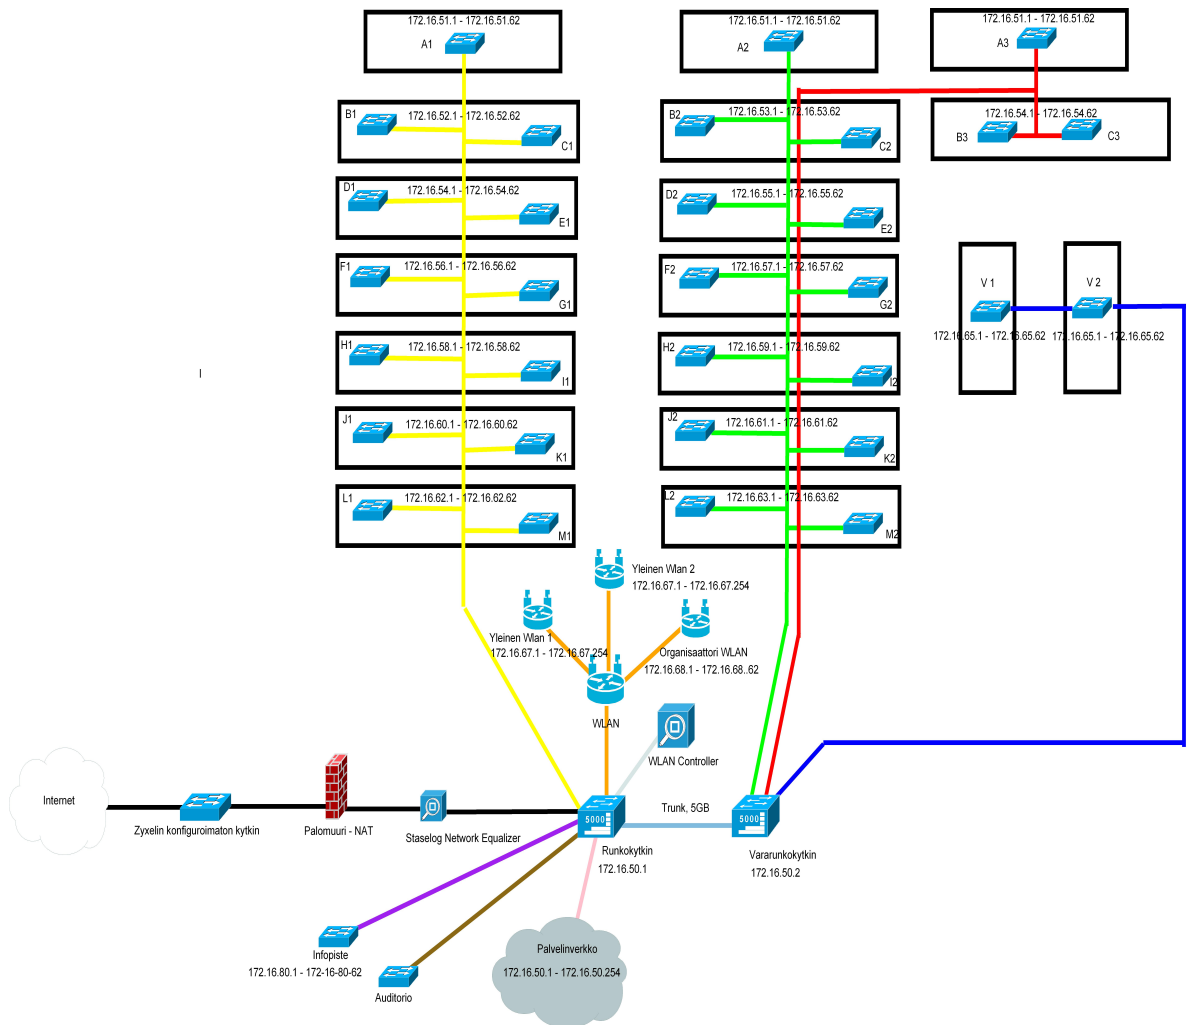 172.16.51.1 - 172.16.51.62
A1
172.16.51.1 - 172.16.51.62
A2
172.16.51.1 - 172.16.51.62
A3
B1
172.16.52.1 - 172.16.52.62
C1
B2
172.16.53.1 - 172.16.53.62
C2
172.16.54.1 - 172.16.54.62
B3
C3
D1
172.16.54.1 - 172.16.54.62
E1
D2
172.16.55.1 - 172.16.55.62
E2
F1
172.16.56.1 - 172.16.56.62
G1
F2
172.16.57.1 - 172.16.57.62
G2
V 1
172.16.65.1 - 172.16.65.62
V 2
172.16.65.1 - 172.16.65.62
H1
172.16.58.1 - 172.16.58.62
I1
H2
172.16.59.1 - 172.16.59.62
I2
I
J1
172.16.60.1 - 172.16.60.62
K1
J2
172.16.61.1 - 172.16.61.62
K2
L1
172.16.62.1 - 172.16.62.62
M1
L2
172.16.63.1 - 172.16.63.62
M2
Yleinen Wlan 2
172.16.67.1 - 172.16.67.254
Yleinen Wlan 1
172.16.67.1 - 172.16.67.254
Organisaattori WLAN
172.16.68.1 - 172.16.68..62
WLAN
WLAN Controller
Internet
Zyxelin konfiguroimaton kytkin
Palomuuri - NAT
Staselog Network Equalizer
5000
Runkokytkin
172.16.50.1
Trunk, 5GB
5000
Vararunkokytkin
172.16.50.2
Infopiste
172.16.80.1 - 172-16-80-62
Auditorio
Palvelinverkko
172.16.50.1 - 172.16.50.254